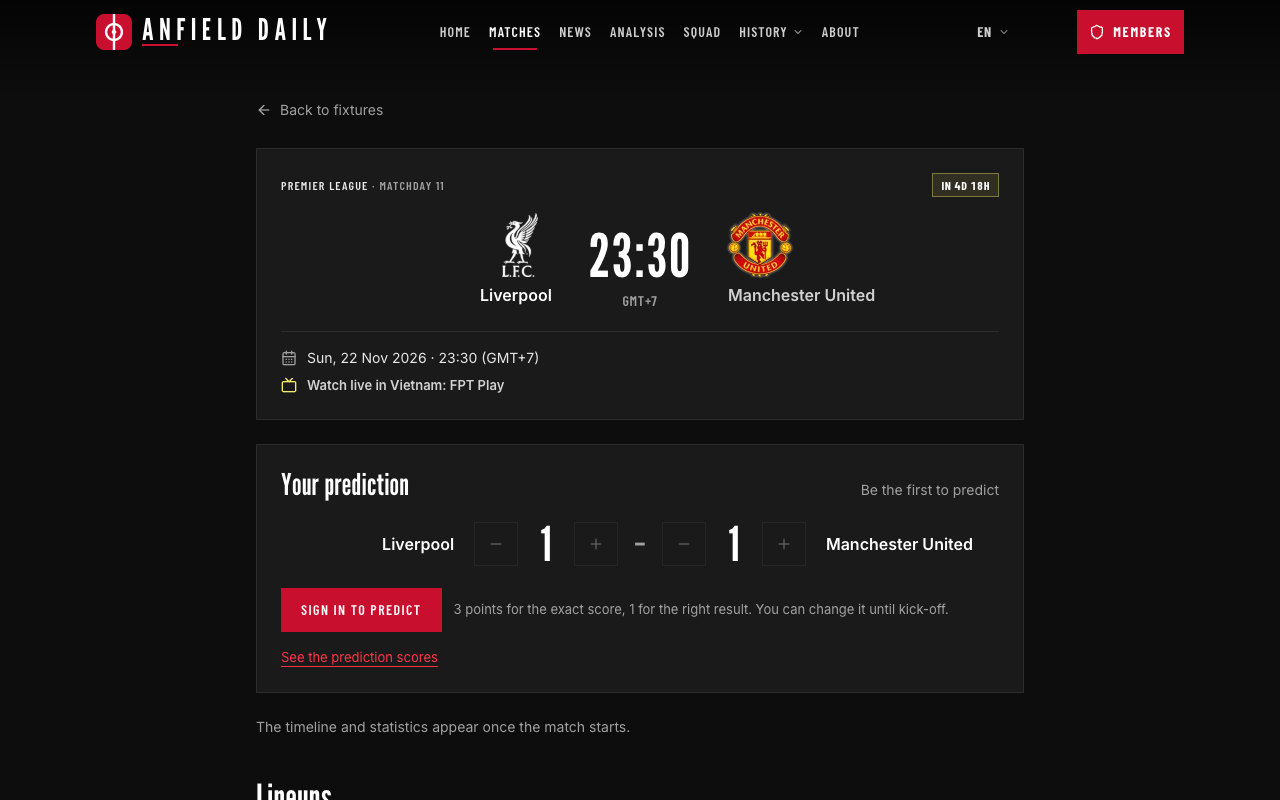 ANFIELD DAILY
HOME MATCHES NEWS ANALYSIS SQUAD HISTORY ABOUT
EN
MEMBERS
Back to fixtures
PREMIER LEAGUE · MATCHDAY 11
IN 4D 18H
L.F.C.
MANCHESTER UNITED
23:30
GMT+7
Liverpool
Manchester United
Sun, 22 Nov 2026 · 23:30 (GMT+7)
Watch live in Vietnam: FPT Play
Your prediction
Be the first to predict
Liverpool − 1 + – − 1 + Manchester United
SIGN IN TO PREDICT
3 points for the exact score, 1 for the right result. You can change it until kick-off.
See the prediction scores
The timeline and statistics appear once the match starts.
Lineups